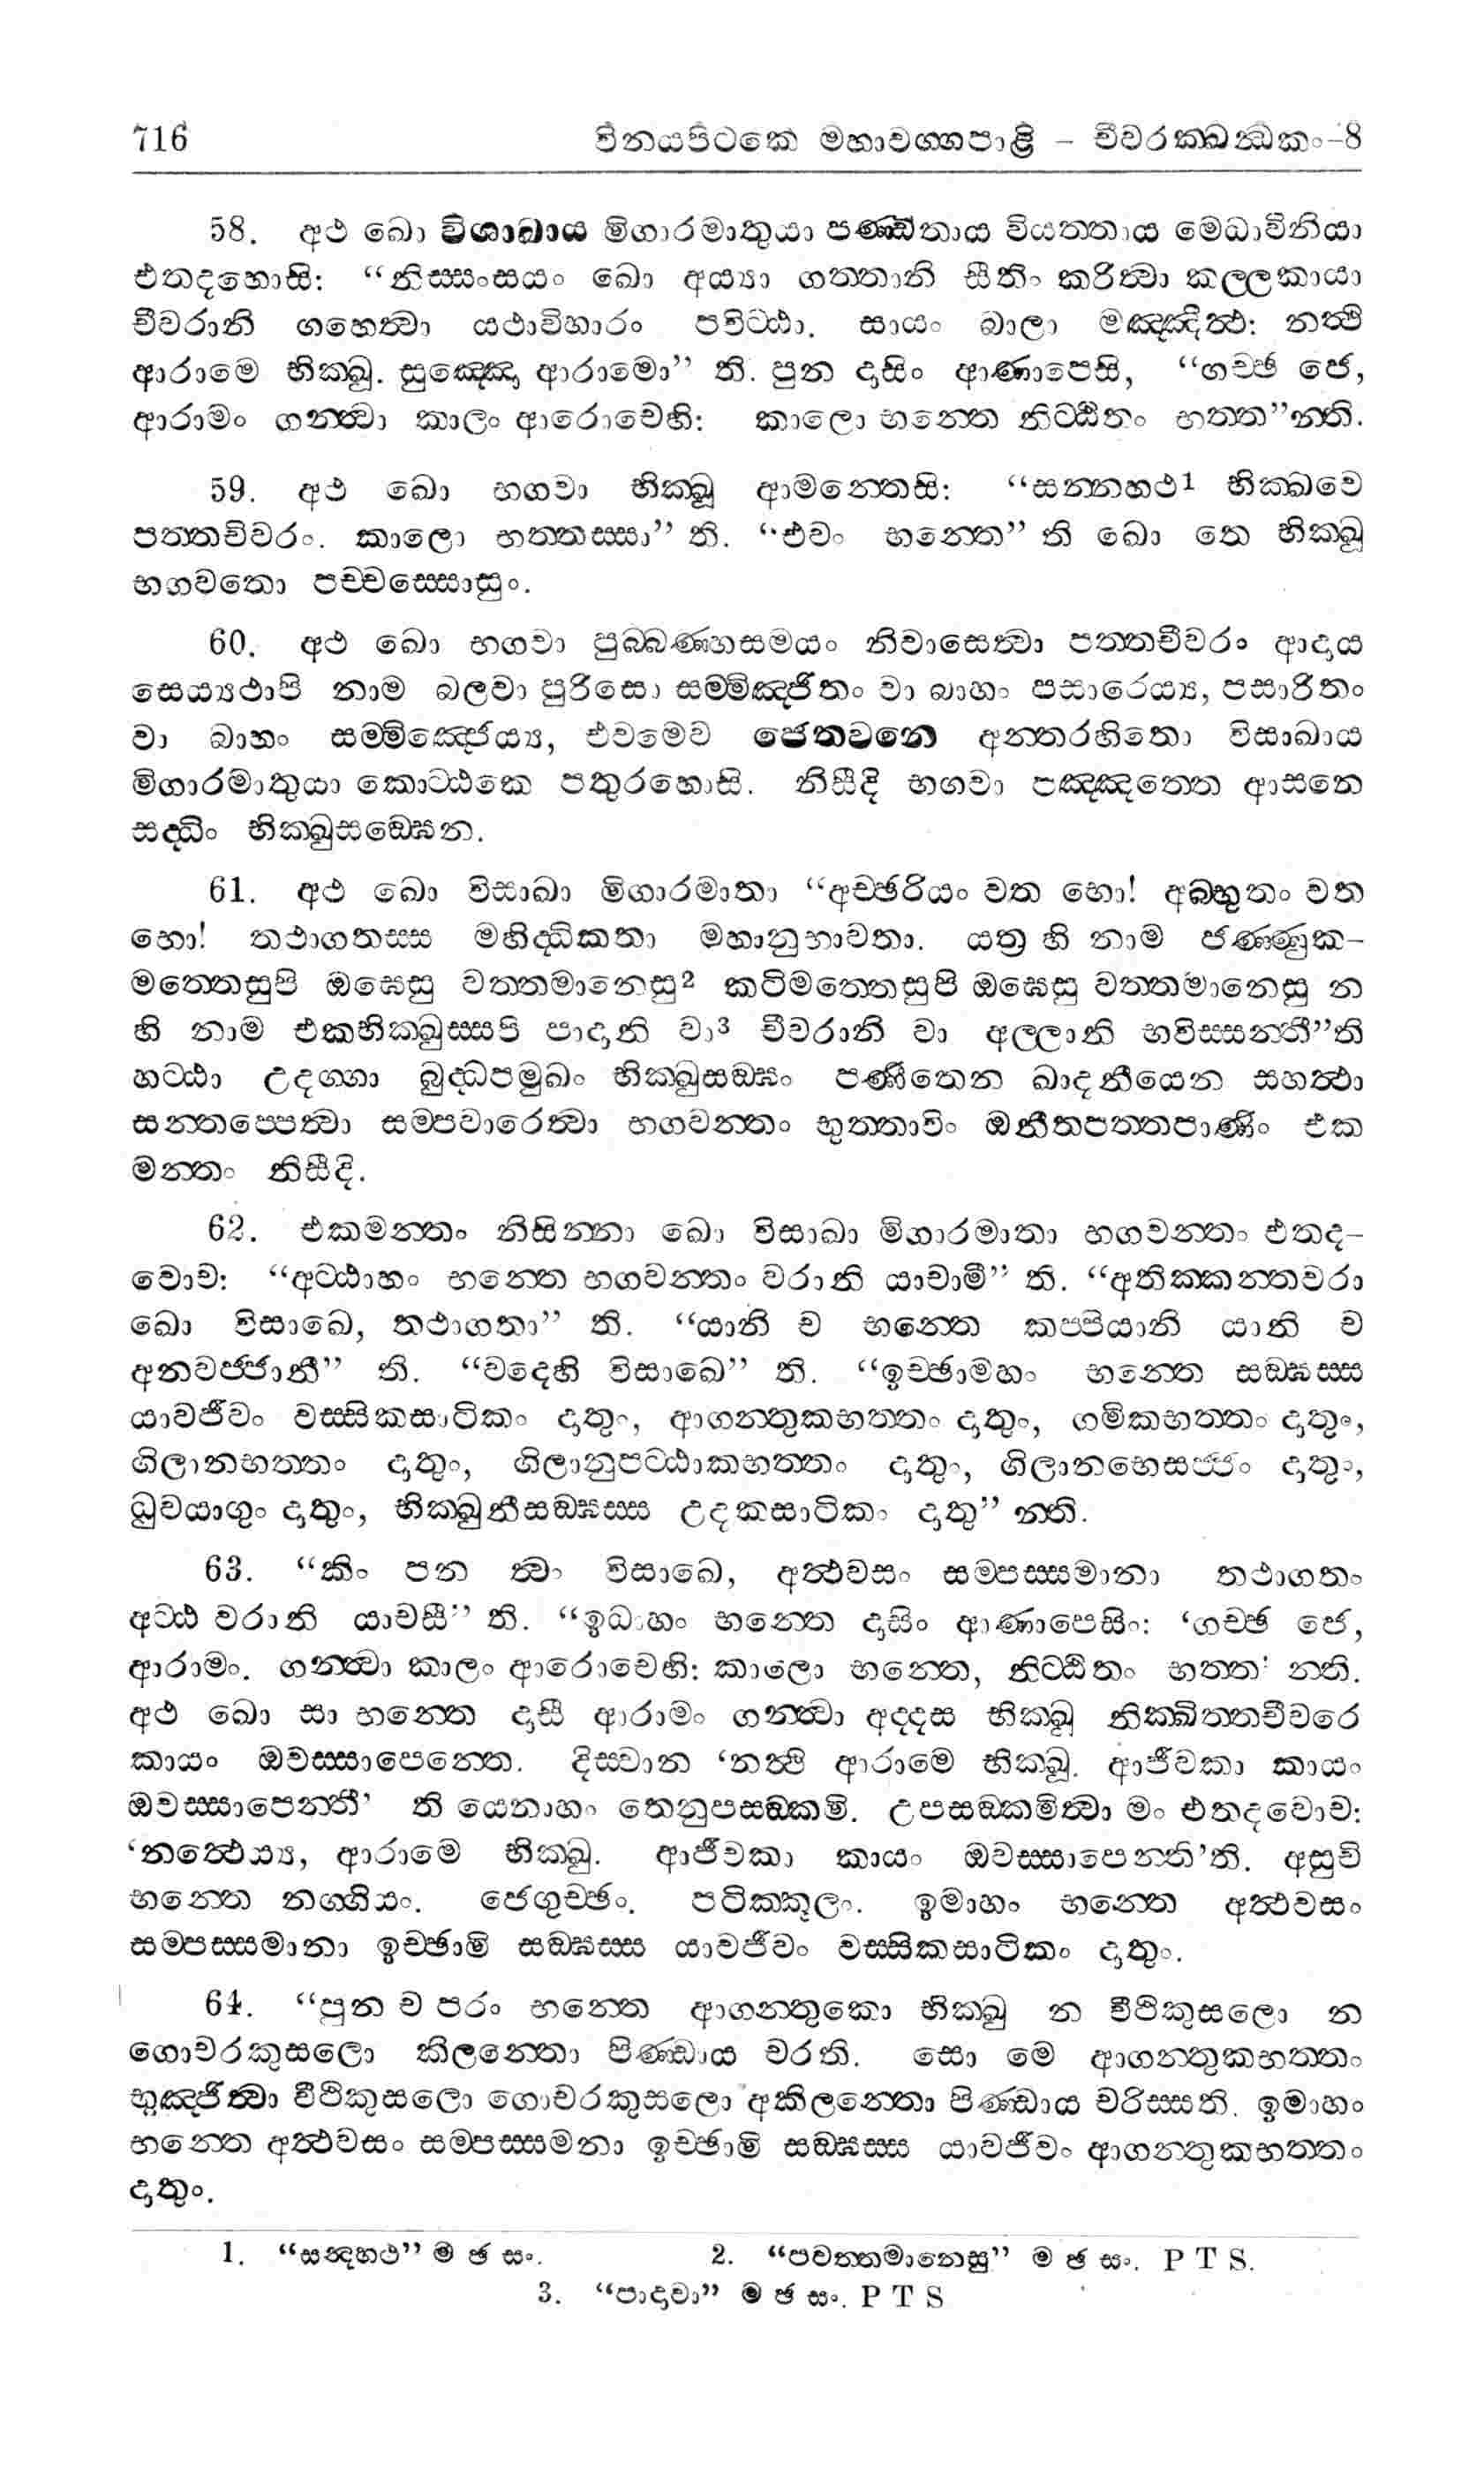 716 විනයපිටකෙ මහාවග්ගපාළි – චීවරක්ඛන්ධකං–8
58. අථ ඛො විශාඛාය මිගාරමාතුයා පණ්ඩිතාය වියත්තාය මෙධාවිනියා
එතදහොසි: “නිස්සංසයං ඛො අය්‍යා ගත්තානි සීතිං කරිත්‍වා කල්ලකායා
චීවරානි ගහෙත්‍වා යථාවිහාරං පවිට්ඨා. සායං බාලා මඤ්ඤිත්‍ථ: නත්‍ථි
ආරාමෙ භික්ඛූ. සුඤ්ඤො ආරාමො” ති. පුන දාසිං ආණාපෙසි, “ගච්ඡ ජෙ,
ආරාමං ගන්ත්‍වා කාලං ආරොචෙහි: කාලො භන්තෙ නිට්ඨිතං භත්ත”න්ති.
59. අථ ඛො භගවා භික්ඛූ ආමන්තෙසි: “සන්නහථ1 භික්ඛවෙ
පත්තචිවරං. කාලො භත්තස්සා” ති. “එවං භන්තෙ” ති ඛො තෙ භික්ඛූ
භගවතො පච්චස්සොසුං.
60. අථ ඛො භගවා පුබ්බණ්හසමයං නිවාසෙත්‍වා පත්තචීවරං ආදාය
සෙය්‍යථාපි නාම බලවා පුරිසො සම්මිඤ්ජිතං වා බාහං පසාරෙය්‍ය, පසාරිතං
වා බාහං සම්මිඤ්ජෙය්‍ය, එවමෙව ජෙතවනෙ අන්තරහිතො විසාඛාය
මිගාරමාතුයා කොට්ඨකෙ පතුරහොසි. නිසීදි භගවා පඤ්ඤත්තෙ ආසනෙ
සද්ධිං භික්ඛුසඞ්ඝෙන.
61. අථ ඛො විසාඛා මිගාරමාතා “අච්ඡරියං වත භො! අබ්භුතං වත
භො! තථාගතස්ස මහිද්ධිකතා මහානුභාවතා. යත්‍ර හි නාම ජණ්ණුක–
මත්තෙසුපි ඔඝෙසු වත්තමානෙසු2 කටිමත්තෙසුපි ඔඝෙසු වත්තමානෙසු න
හි නාම එකභික්ඛුස්සපි පාදානි වා3 චීවරානි වා අල්ලානි භවිස්සන්තී”ති
හට්ඨා උදග්ගා බුද්ධපමුඛං භික්ඛුසඞ්ඝං පණීතෙන ඛාදනීයෙන සහත්‍ථා
සන්තප්පෙත්‍වා සම්පවාරෙත්‍වා භගවන්තං භුත්තාවිං ඔනීතපත්තපාණිං එක
මන්තං නිසීදි.
62. එකමන්තං නිසින්නා ඛො විසාඛා මිගාරමාතා භගවන්තං එතද–
වොච: “අට්ඨාහං භන්තෙ භගවන්තං වරානි යාචාමී” ති. “අතික්කන්තවරා
ඛො විසාඛෙ, තථාගතා” ති. “යානි ච භන්තෙ කප්පියානි යානි ච
අනවජ්ජානී” ති. “වදෙහි විසාඛෙ” ති. “ඉච්ඡාමහං භන්තෙ සඞ්ඝස්ස
යාවජීවං වස්සිකසාටිකං දාතුං, ආගන්තුකභත්තං දාතුං, ගමිකභත්තං දාතුං,
ගිලානභත්තං දාතුං, ගිලානුපට්ඨාකභත්තං දාතුං, ගිලානභෙසජ්ජං දාතුං,
ධුවයාගුං දාතුං, භික්ඛුනීසඞ්ඝස්ස උදකසාටිකං දාතු” න්ති.
63. “කිං පන ත්‍වං විසාඛෙ, අත්‍ථවසං සම්පස්සමානා තථාගතං
අට්ඨ වරානි යාචසී” ති. “ඉධාහං භන්තෙ දාසිං ආණාපෙසිං: ‘ගච්ඡ ජෙ,
ආරාමං. ගන්ත්‍වා කාලං ආරොචෙහි: කාලො භන්තෙ, නිට්ඨිතං භත්ත’ න්ති.
අථ ඛො සා භන්තෙ දාසී ආරාමං ගන්ත්‍වා අද්දස භික්ඛූ නික්ඛිත්තචීවරෙ
කායං ඔවස්සාපෙන්තෙ. දිස්වාන ‘නත්‍ථි ආරාමෙ භික්ඛූ. ආජීවකා කායං
ඔවස්සාපෙන්තී’ ති යෙනාහං තෙනුපසඞ්කමි. උපසඞ්කමිත්‍වා මං එතදවොච:
‘නත්‍ථෙය්‍ය, ආරාමෙ භික්ඛු. ආජීවකා කායං ඔවස්සාපෙන්ති’ති. අසුචි
භන්තෙ නග්ගියං. ජෙගුච්ඡං. පටික්කූලං. ඉමාහං භන්තෙ අත්‍ථවසං
සම්පස්සමානා ඉච්ඡාමි සඞ්ඝස්ස යාවජීවං වස්සිකසාටිකං දාතුං.
64. “පුන ච පරං භන්තෙ ආගන්තුකො භික්ඛු න වීථිකුසලො න
ගොචරකුසලො කිලන්තො පිණ්ඩාය චරති. සො මෙ ආගන්තුකභත්තං
භුඤ්ජිත්‍වා වීථිකුසලො ගොචරකුසලො අකිලන්තො පිණ්ඩාය චරිස්සති. ඉමාහං
භන්තෙ අත්‍ථවසං සම්පස්සමනා ඉච්ඡාමි සඞ්ඝස්ස යාවජීවං ආගන්තුකභත්තං
දාතුං.
1. “සන්දහථ” ම ඡ සං. 2. “පවත්තමානෙසු” ම ඡ සං. P T S.
3. “පාදාවා” ම ඡ සං. P T S